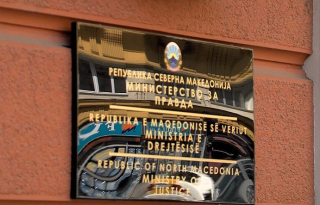 РЕПУБЛИКА СЕВЕРНА МАКЕДОНИЈА
МИНИСТЕРСТВО ЗА
ПРАВДА
REPUBLIKA E MAQEDONISË SË VERIUT
MINISTRIA E
DREJTËSISË
REPUBLIC OF NORTH MACEDONIA
MINISTRY OF
JUSTICE